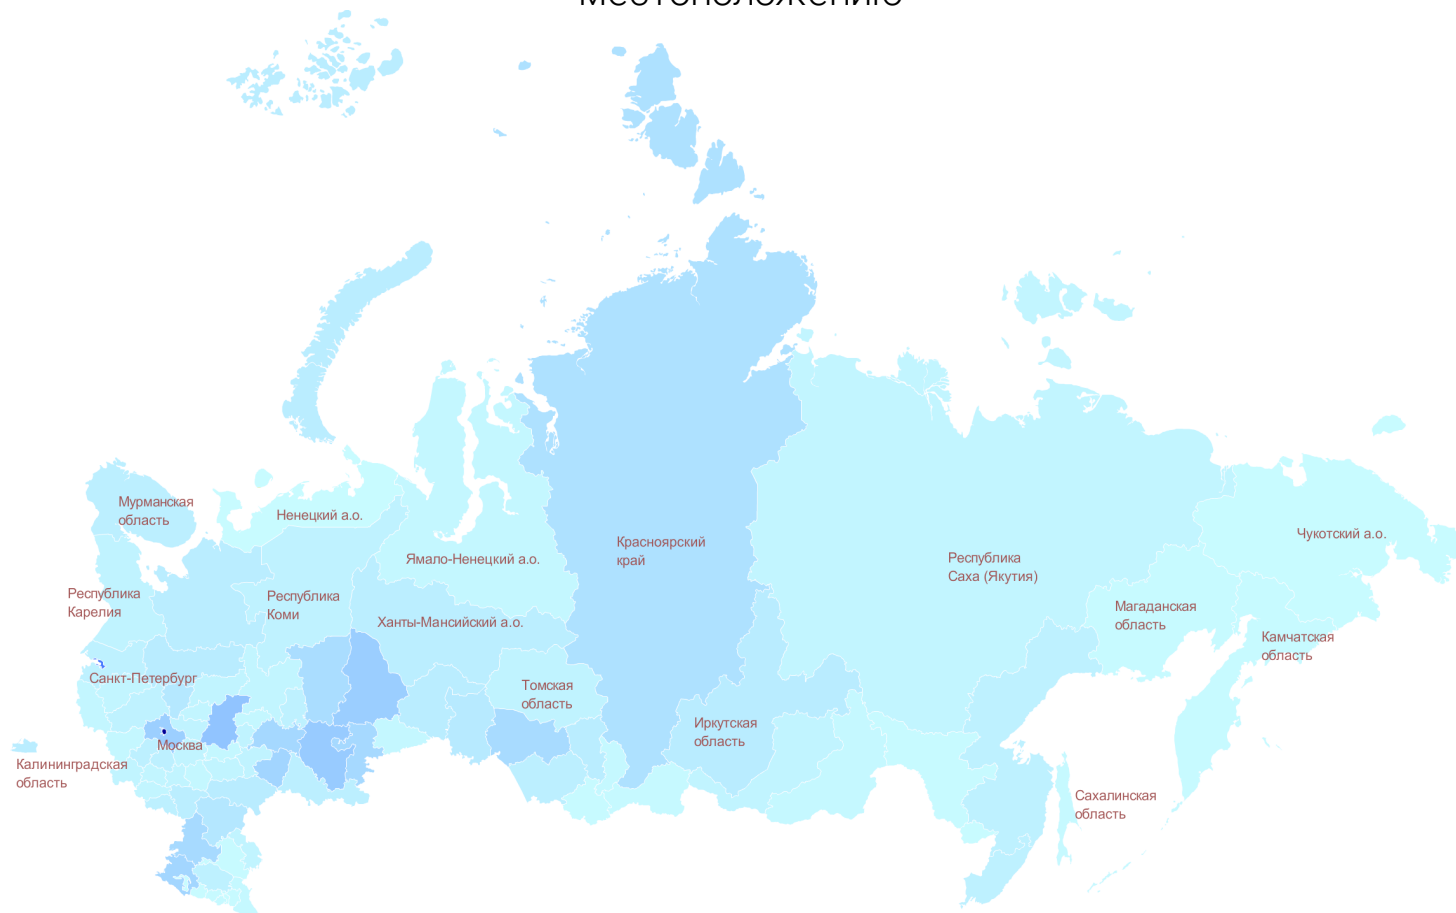 Местоположению
Мурманская
область
Ненецкий а.о.
Ямало-Ненецкий а.о.
Красноярский
край
Республика
Саха (Якутия)
Чукотский а.о.
Республика
Карелия
Республика
Коми
Ханты-Мансийский а.о.
Магаданская
область
Камчатская
область
Санкт-Петербург
Томская
область
Иркутская
область
Москва
Калининградская
область
Сахалинская
область